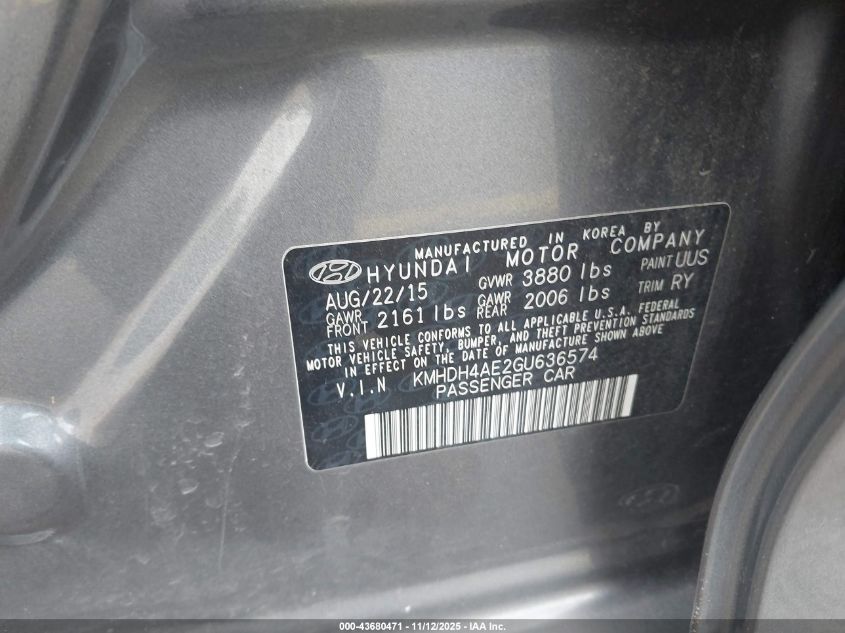 MANUFACTURED IN KOREA BY
HYUNDAI MOTOR COMPANY
AUG/22/15 GVWR 3880 lbs PAINT UUS
GAWR FRONT 2161 lbs GAWR REAR 2006 lbs TRIM RY
THIS VEHICLE CONFORMS TO ALL APPLICABLE U.S.A. FEDERAL
MOTOR VEHICLE SAFETY, BUMPER, AND THEFT PREVENTION STANDARDS
IN EFFECT ON THE DATE OF MANUFACTURE SHOWN ABOVE
V.I.N KMHDH4AE2GU636574
PASSENGER CAR
000-43680471 - 11/12/2025 - IAA Inc.